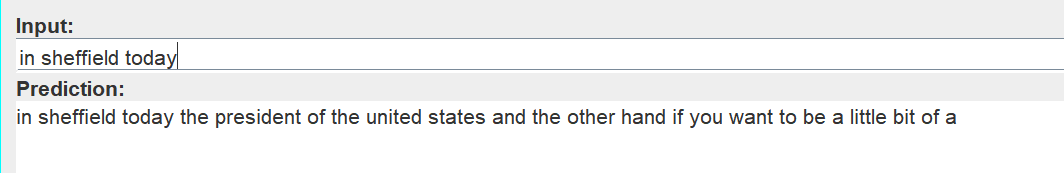 Input:
in sheffield today
Prediction:
in sheffield today the president of the united states and the other hand if you want to be a little bit of a